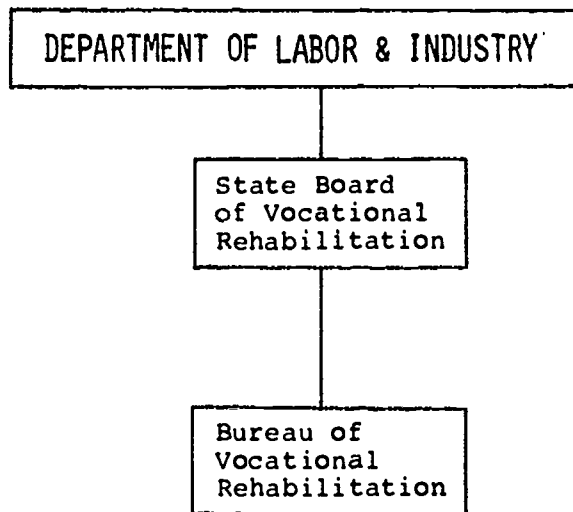 DEPARTMENT OF LABOR & INDUSTRY
State Board
of Vocational
Rehabilitation
Bureau of
Vocational
Rehabilitation